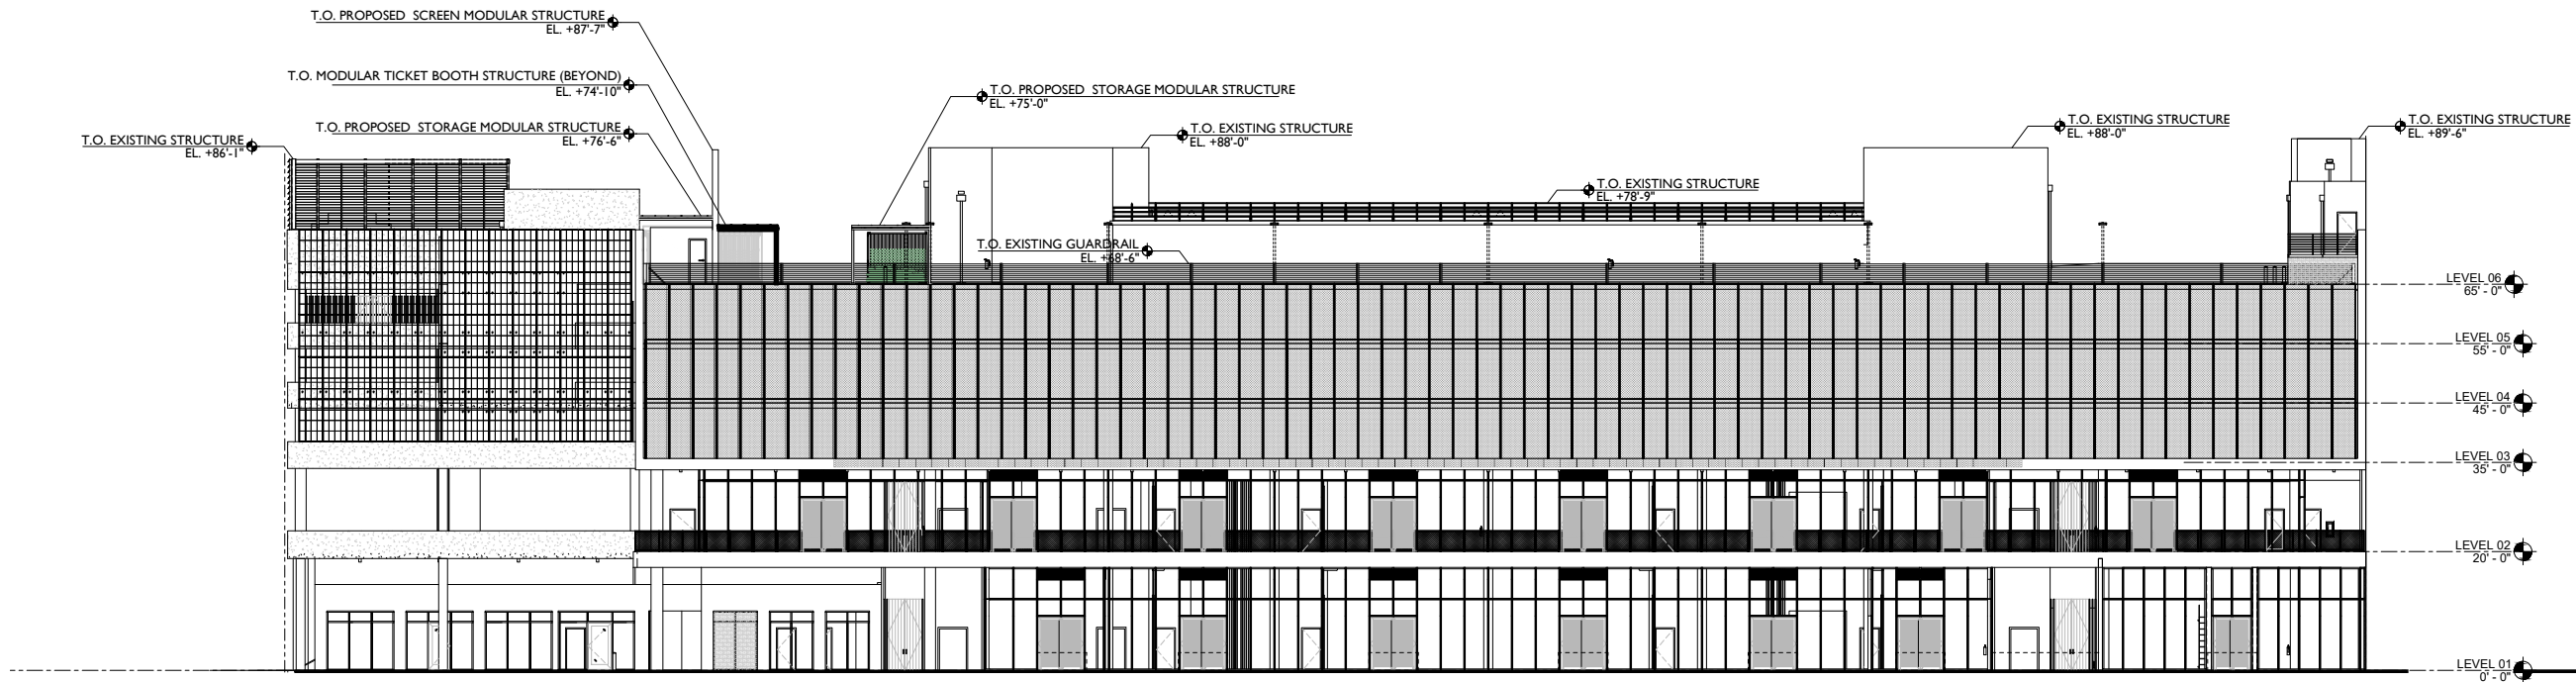 T.O. PROPOSED SCREEN MODULAR STRUCTURE
EL. +87'-7"
T.O. MODULAR TICKET BOOTH STRUCTURE (BEYOND)
EL. +74'-10"
T.O. PROPOSED STORAGE MODULAR STRUCTURE
EL. +75'-0"
T.O. PROPOSED STORAGE MODULAR STRUCTURE
EL. +76'-6"
T.O. EXISTING STRUCTURE
EL. +86'-1"
T.O. EXISTING STRUCTURE
EL. +88'-0"
T.O. EXISTING STRUCTURE
EL. +88'-0"
T.O. EXISTING STRUCTURE
EL. +89'-6"
T.O. EXISTING STRUCTURE
EL. +78'-9"
T.O. EXISTING GUARDRAIL
EL. +68'-6"
LEVEL 06
65' - 0"
LEVEL 05
55' - 0"
LEVEL 04
45' - 0"
LEVEL 03
35' - 0"
LEVEL 02
20' - 0"
LEVEL 01
0' - 0"